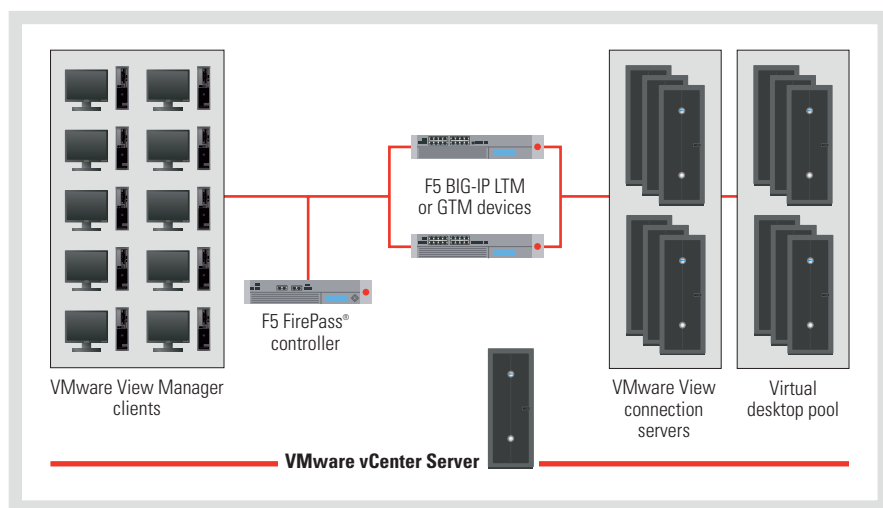 F5 BIG-IP LTM
or GTM devices
F5 FirePass®
controller
VMware View Manager
clients
VMware View
connection
servers
Virtual
desktop pool
VMware vCenter Server